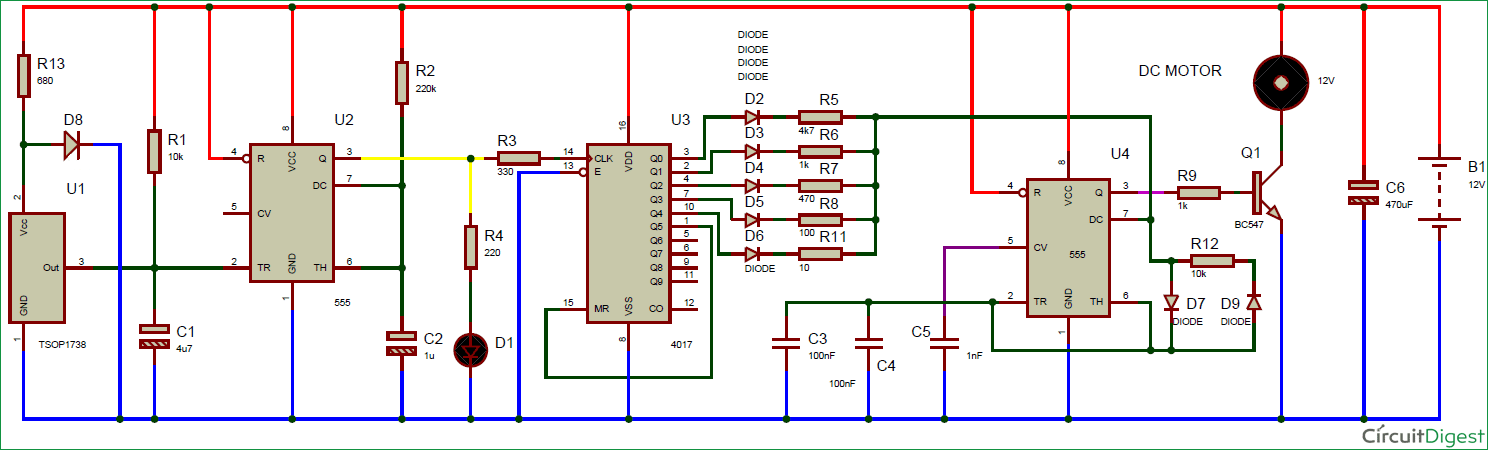 R13
680
D8
U1
2
Vcc
Out
3
GND
1
TSOP1738
R1
10k
C1
4u7
U2
4
R
8
VCC
Q
3
DC
7
5
CV
2
TR
GND
TH
6
1
555
R2
220k
C2
1u
R3
330
R4
220
D1
U3
16
14
CLK
13
E
VDD
Q0
3
Q1
2
Q2
4
Q3
7
Q4
10
Q5
1
Q6
5
Q7
6
Q8
9
Q9
11
15
MR
VSS
CO
12
8
4017
DIODE
DIODE
DIODE
DIODE
D2
R5
4k7
D3
R6
1k
D4
R7
470
D5
R8
100
D6
R11
DIODE
10
C3
100nF
C4
100nF
C5
1nF
U4
8
4
R
VCC
Q
3
DC
7
5
CV
555
2
TR
GND
TH
6
1
R9
1k
Q1
BC547
DC MOTOR
12V
R12
10k
D7
DIODE
D9
DIODE
C6
470uF
B1
12V
CircuitDigest